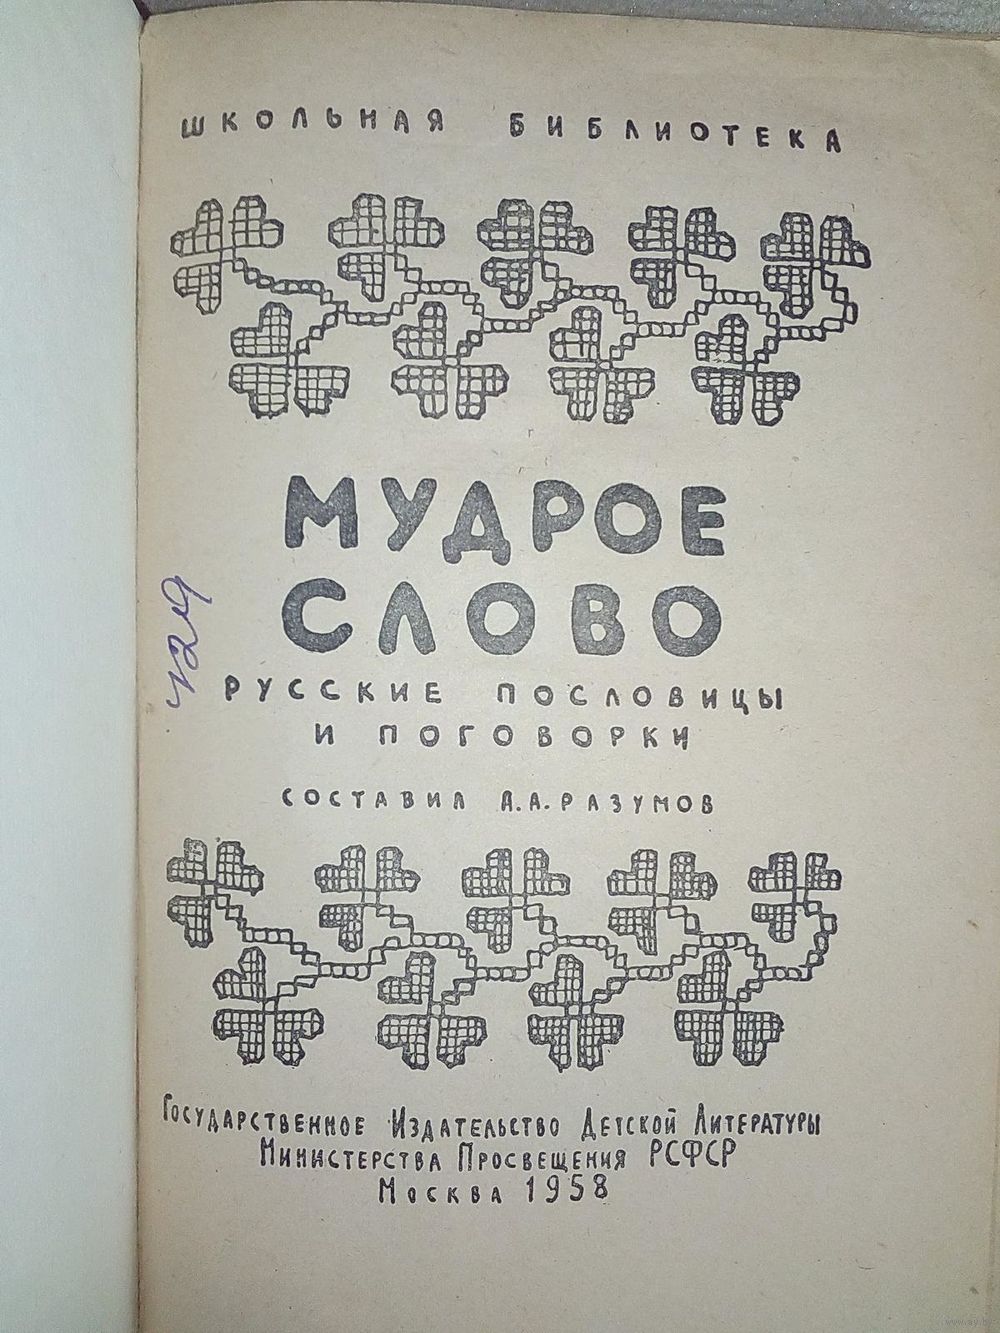 ШКОЛЬНАЯ БИБЛИОТЕКА
МУДРОЕ
СЛОВО
РУССКИЕ ПОСЛОВИЦЫ
И ПОГОВОРКИ
СОСТАВИЛ А.А.РАЗУМОВ
ГОСУДАРСТВЕННОЕ ИЗДАТЕЛЬСТВО ДЕТСКОЙ ЛИТЕРАТУРЫ
МИНИСТЕРСТВА ПРОСВЕЩЕНИЯ РСФСР
МОСКВА 1958